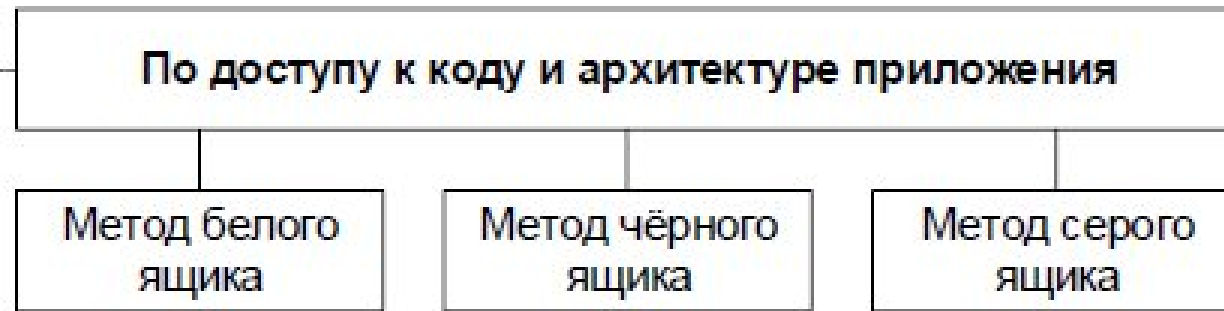 По доступу к коду и архитектуре приложения
Метод белого
ящика
Метод чёрного
ящика
Метод серого
ящика